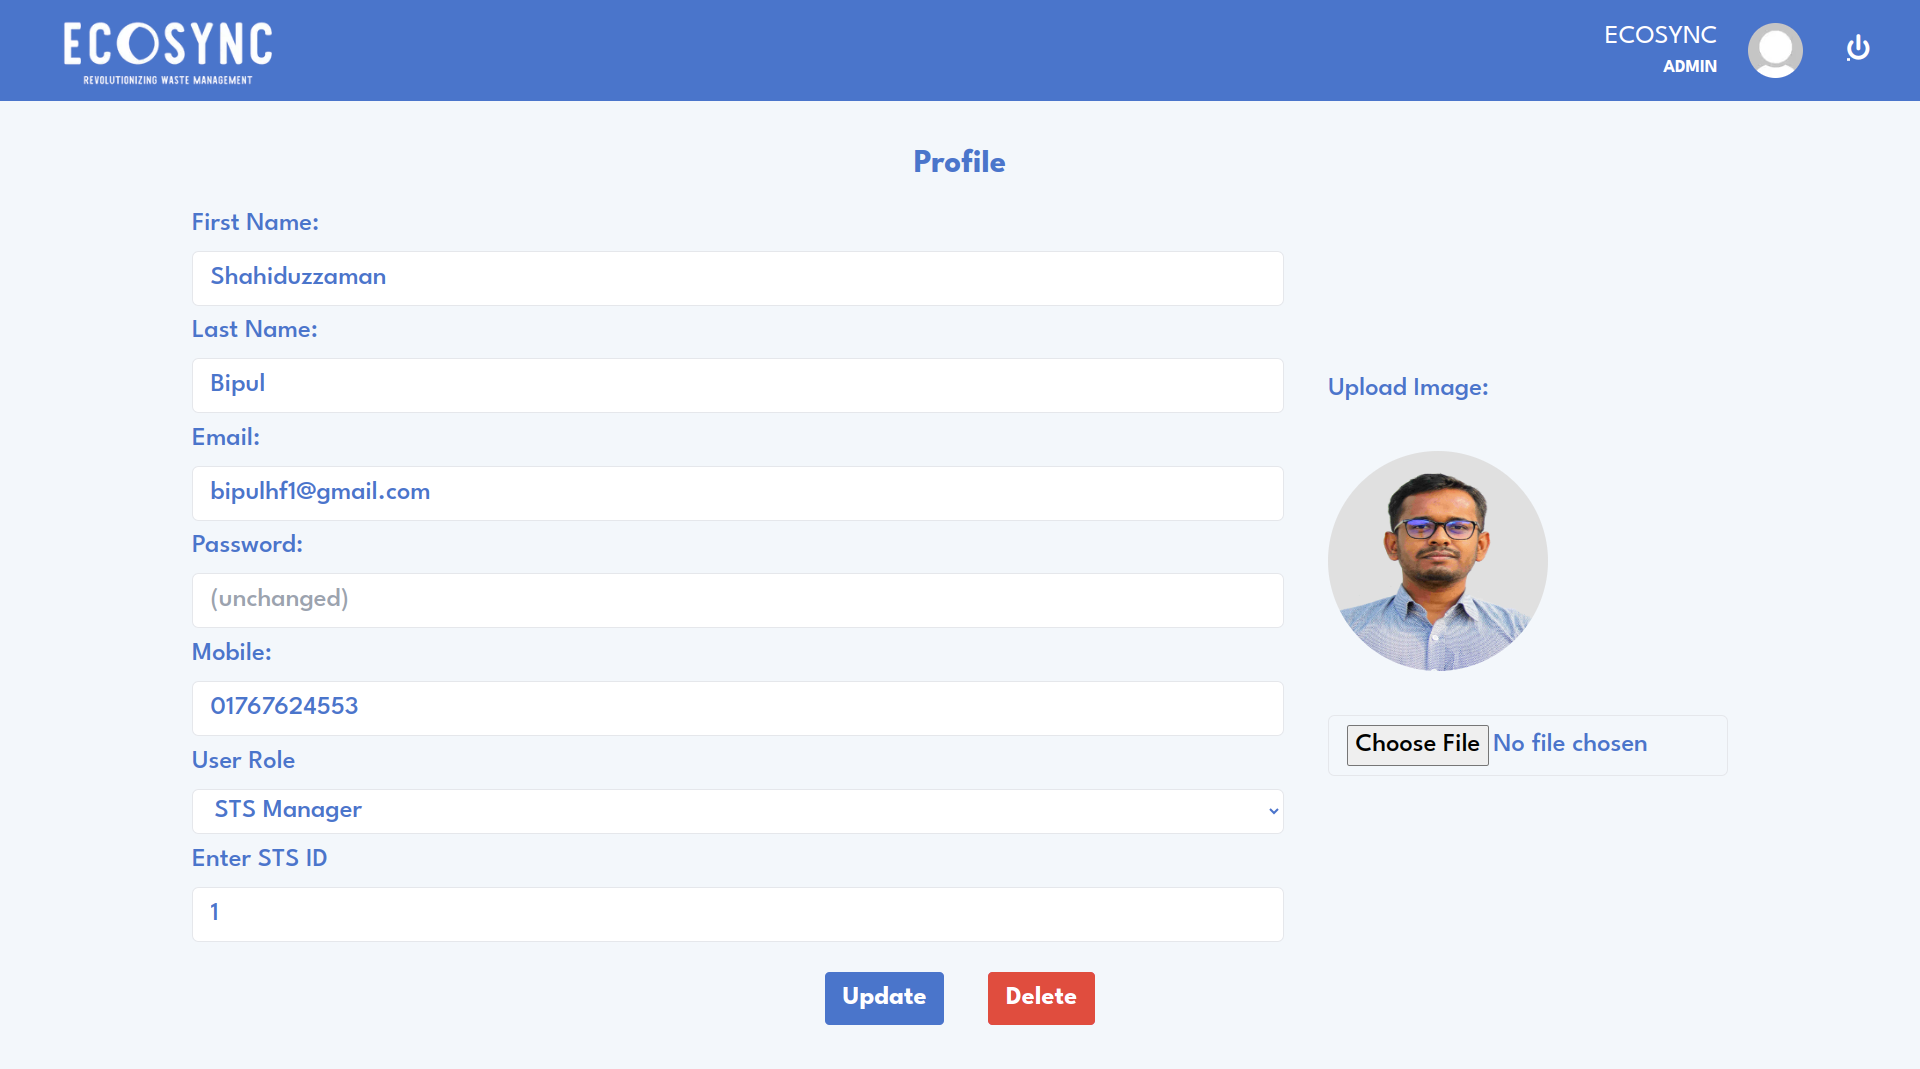 ECOSYNC
REVOLUTIONIZING WASTE MANAGEMENT
ECOSYNC
ADMIN
Profile
First Name:
Shahiduzzaman
Last Name:
Bipul
Email:
bipulhf1@gmail.com
Password:
(unchanged)
Mobile:
01767624553
User Role
STS Manager
Enter STS ID
1
Upload Image:
Choose File No file chosen
Update
Delete